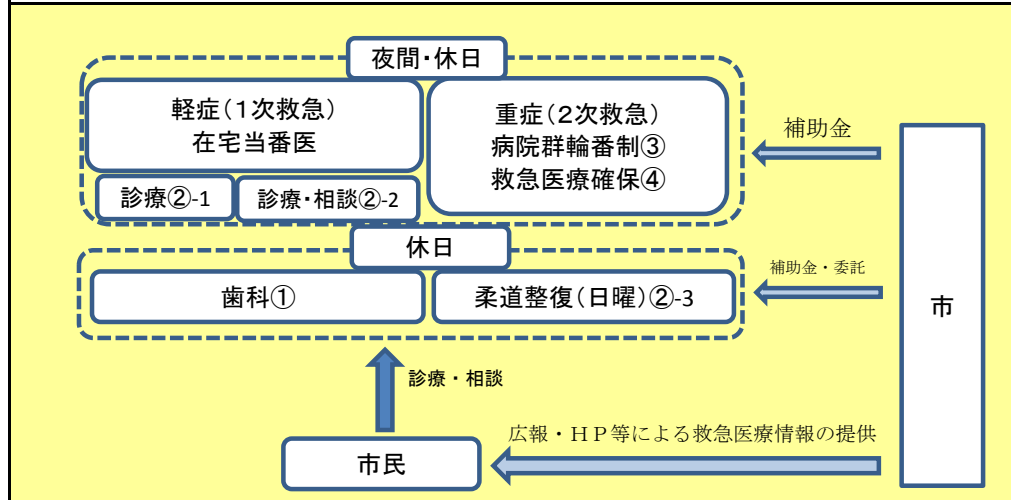 夜間・休日
軽症(1次救急)
在宅当番医
診療②-1
診療・相談②-2
重症(2次救急)
病院群輪番制③
救急医療確保④
補助金
休日
歯科①
柔道整復(日曜)②-3
補助金・委託
市
診療・相談
広報・HP等による救急医療情報の提供
市民